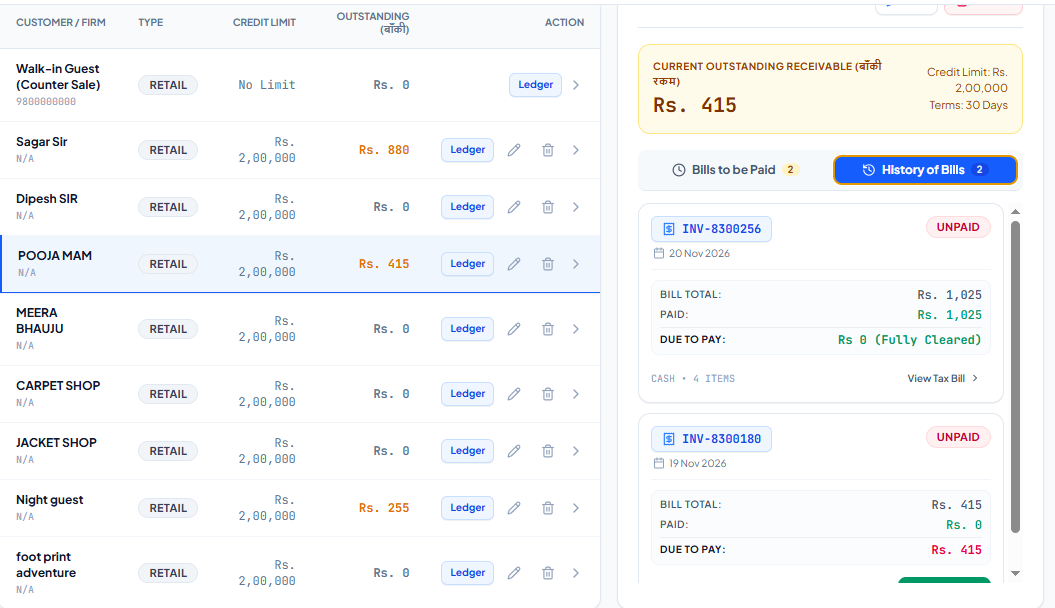 CUSTOMER / FIRM TYPE CREDIT LIMIT OUTSTANDING (बाँकी) ACTION
Walk-in Guest (Counter Sale)
9800000000
RETAIL No Limit Rs. 0 Ledger
Sagar Sir
N/A
RETAIL Rs. 2,00,000 Rs. 880 Ledger
Dipesh SIR
N/A
RETAIL Rs. 2,00,000 Rs. 0 Ledger
POOJA MAM
N/A
RETAIL Rs. 2,00,000 Rs. 415 Ledger
MEERA BHAUJU
N/A
RETAIL Rs. 2,00,000 Rs. 0 Ledger
CARPET SHOP
N/A
RETAIL Rs. 2,00,000 Rs. 0 Ledger
JACKET SHOP
N/A
RETAIL Rs. 2,00,000 Rs. 0 Ledger
Night guest
N/A
RETAIL Rs. 2,00,000 Rs. 255 Ledger
foot print adventure
N/A
RETAIL Rs. 2,00,000 Rs. 0 Ledger
CURRENT OUTSTANDING RECEIVABLE (बाँकी
रकम)
Rs. 415
Credit Limit: Rs.
2,00,000
Terms: 30 Days
Bills to be Paid 2
History of Bills 2
INV-8300256 UNPAID
20 Nov 2026
BILL TOTAL: Rs. 1,025
PAID: Rs. 1,025
DUE TO PAY: Rs 0 (Fully Cleared)
CASH • 4 ITEMS View Tax Bill
INV-8300180 UNPAID
19 Nov 2026
BILL TOTAL: Rs. 415
PAID: Rs. 0
DUE TO PAY: Rs. 415